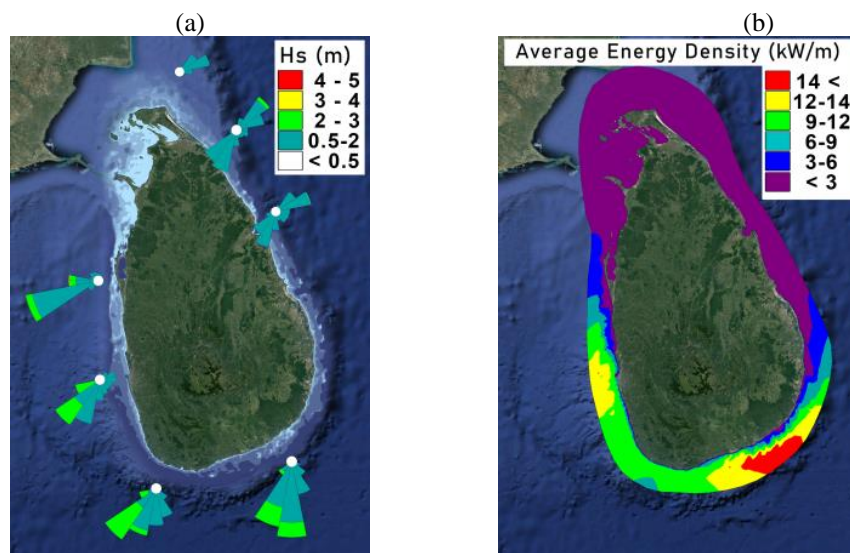 (a)
(b)
Hs (m)
4 - 5
3 - 4
2 - 3
0.5-2
< 0.5
Average Energy Density (kW/m)
14 <
12-14
9-12
6-9
3-6
< 3